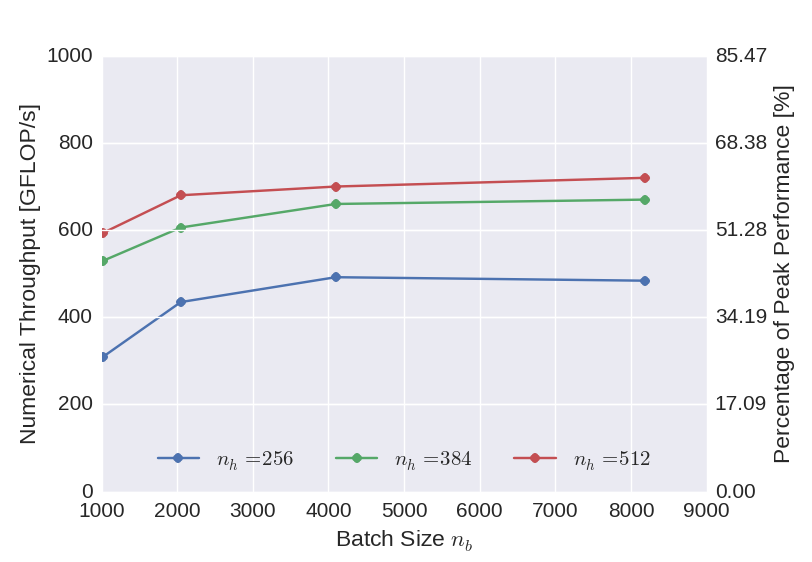 Numerical Throughput [GFLOP/s]
1000
800
600
400
200
0
85.47
68.38
51.28
34.19
17.09
0.00
Percentage of Peak Performance [%]
n_h =256 n_h =384 n_h =512
1000 2000 3000 4000 5000 6000 7000 8000 9000
Batch Size n_b